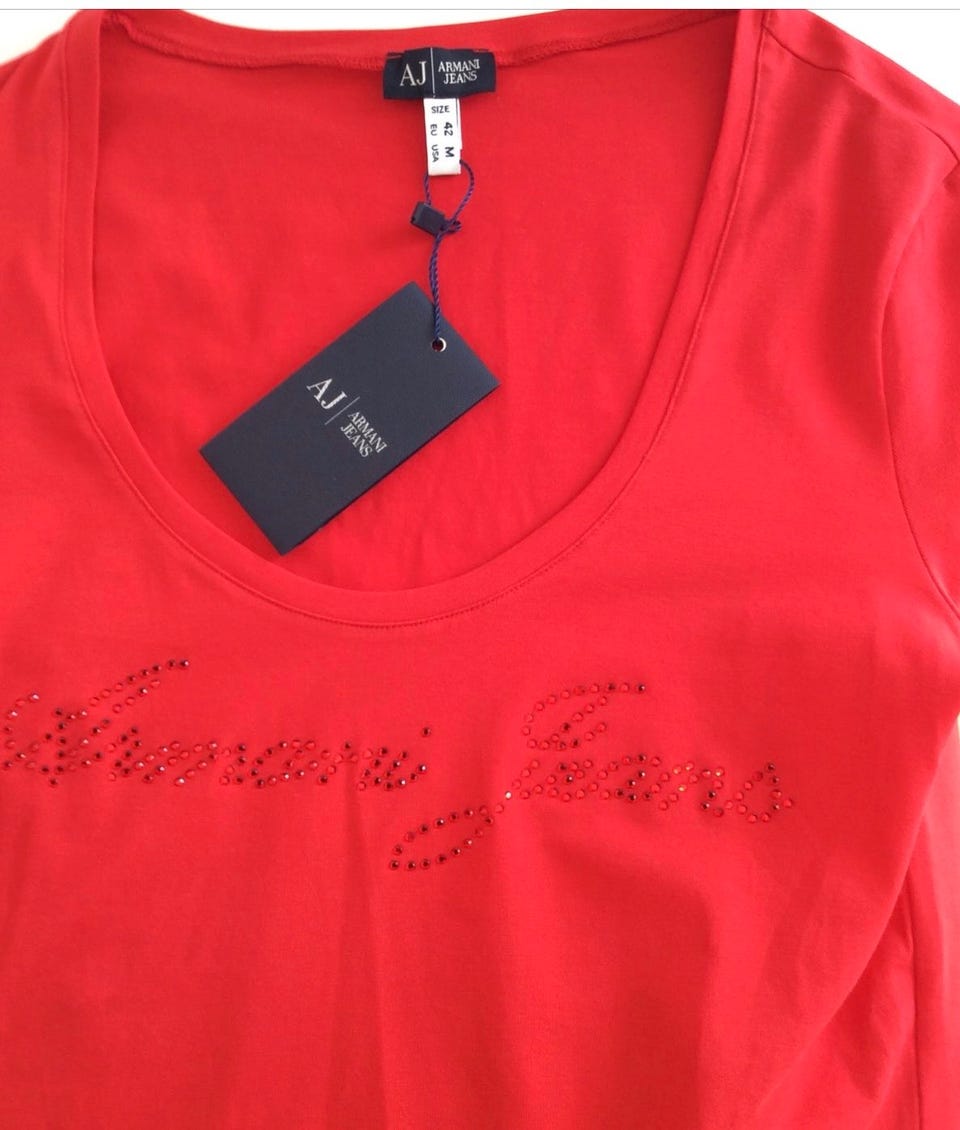 AJ ARMANI
JEANS
SIZE 42 M
EU USA
AJ ARMANI
JEANS
Armani Jeans